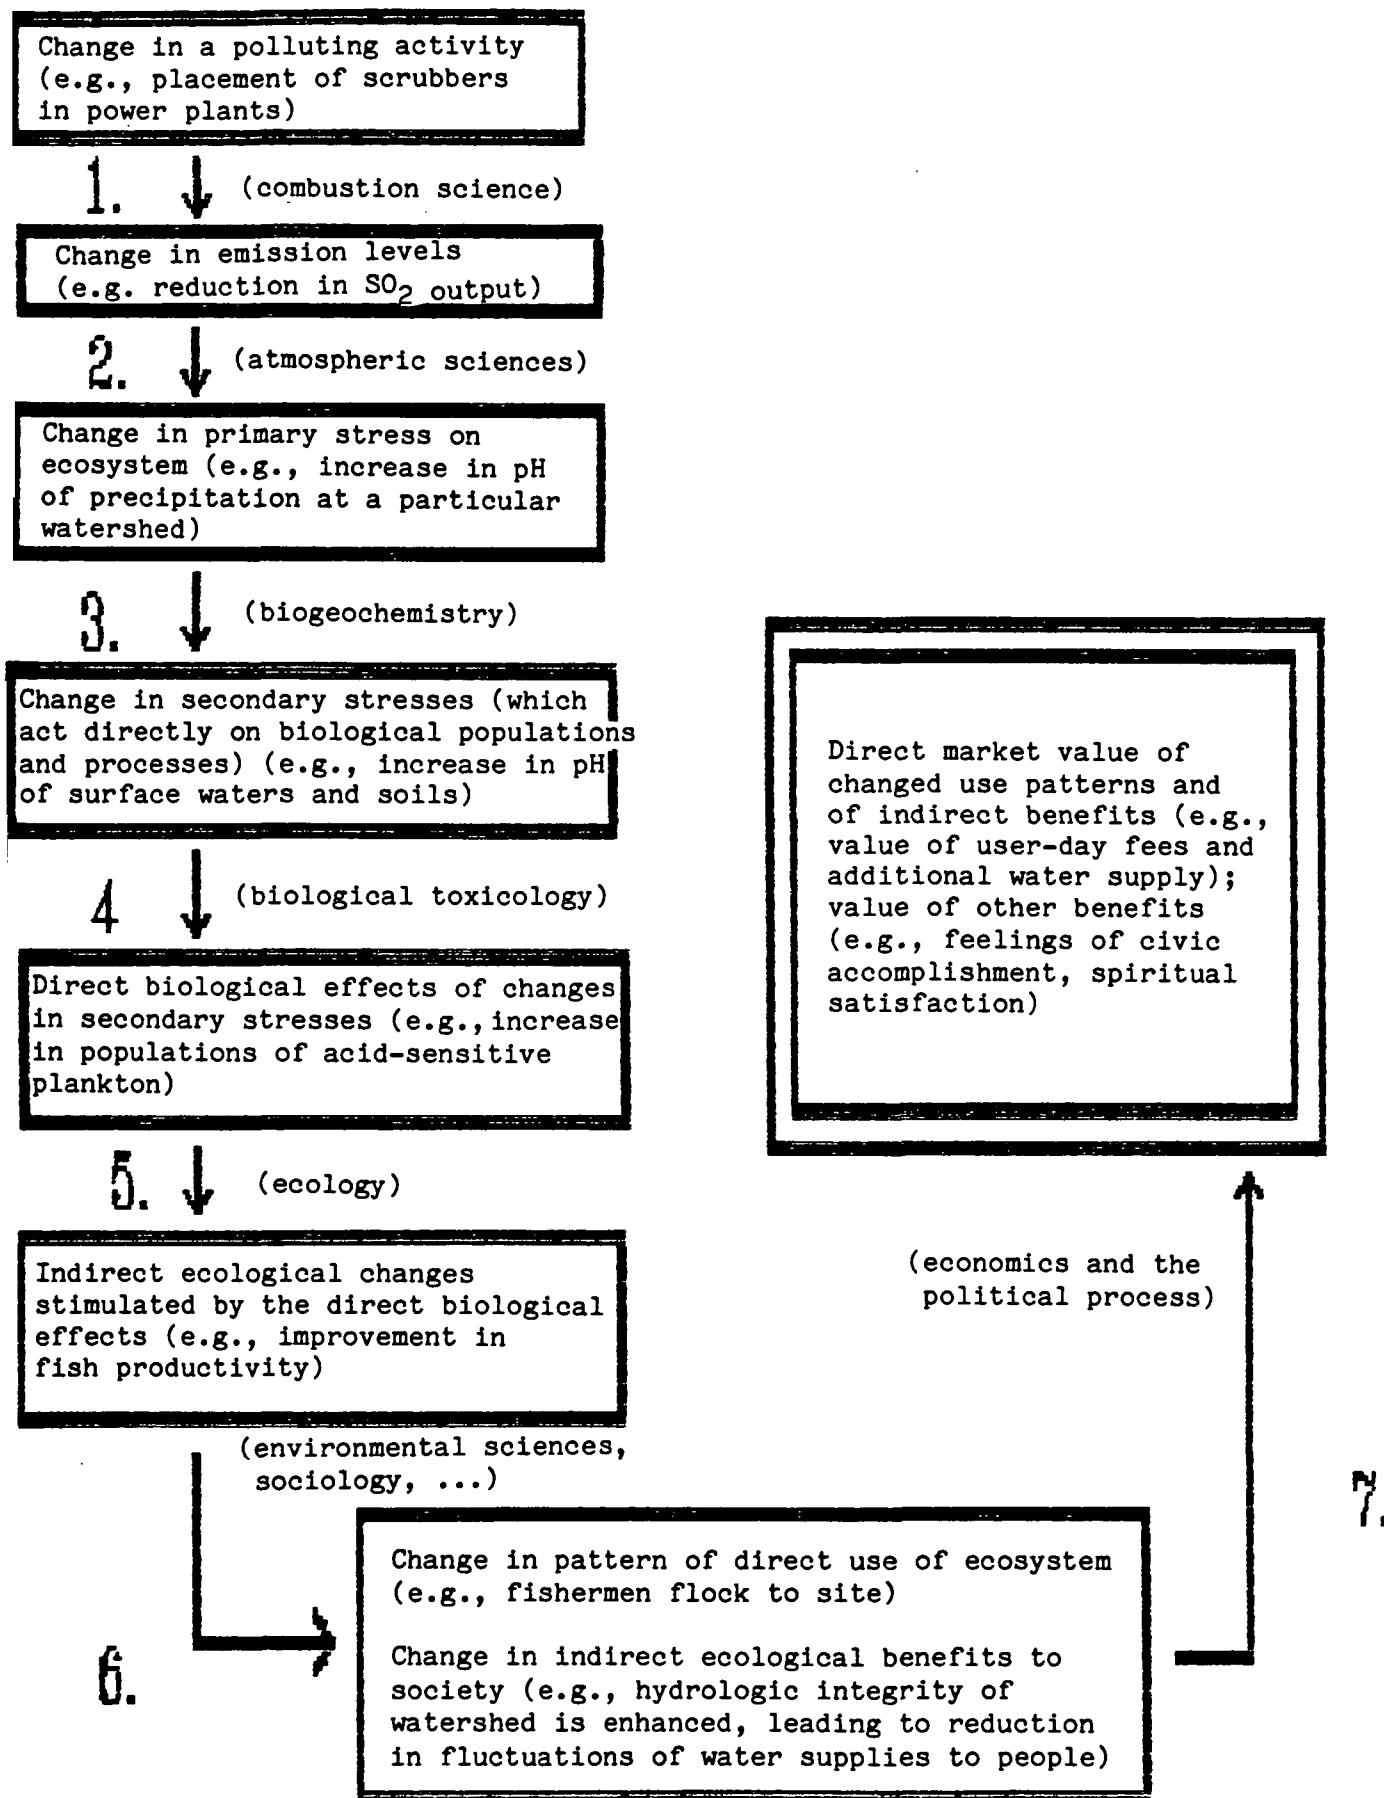 Change in a polluting activity
(e.g., placement of scrubbers
in power plants)
1.
(combustion science)
Change in emission levels
(e.g. reduction in SO2 output)
2.
(atmospheric sciences)
Change in primary stress on
ecosystem (e.g., increase in pH
of precipitation at a particular
watershed)
3.
(biogeochemistry)
Change in secondary stresses (which
act directly on biological populations
and processes) (e.g., increase in pH
of surface waters and soils)
4
(biological toxicology)
Direct biological effects of changes
in secondary stresses (e.g., increase
in populations of acid-sensitive
plankton)
5.
(ecology)
Indirect ecological changes
stimulated by the direct biological
effects (e.g., improvement in
fish productivity)
(environmental sciences,
sociology, ...)
6.
Change in pattern of direct use of ecosystem
(e.g., fishermen flock to site)
Change in indirect ecological benefits to
society (e.g., hydrologic integrity of
watershed is enhanced, leading to reduction
in fluctuations of water supplies to people)
7.
(economics and the
political process)
Direct market value of
changed use patterns and
of indirect benefits (e.g.,
value of user-day fees and
additional water supply);
value of other benefits
(e.g., feelings of civic
accomplishment, spiritual
satisfaction)